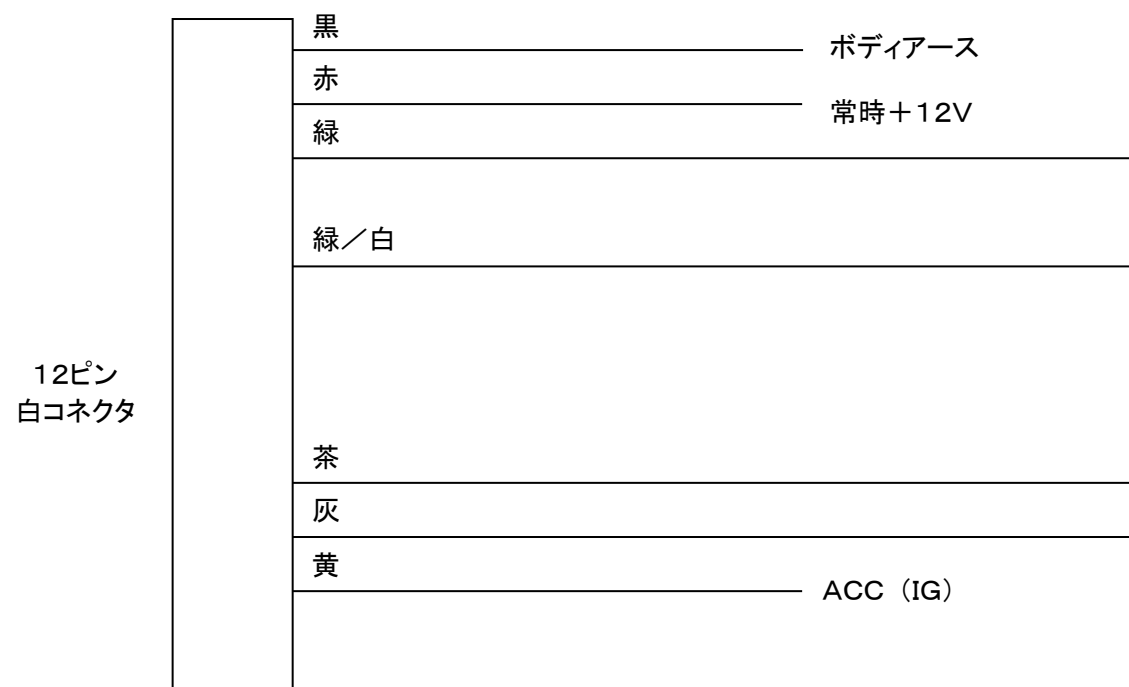 黒
ボディアース
赤
常時＋１２Ｖ
緑
緑／白
１２ピン
白コネクタ
茶
灰
黄
ＡＣＣ（IG）